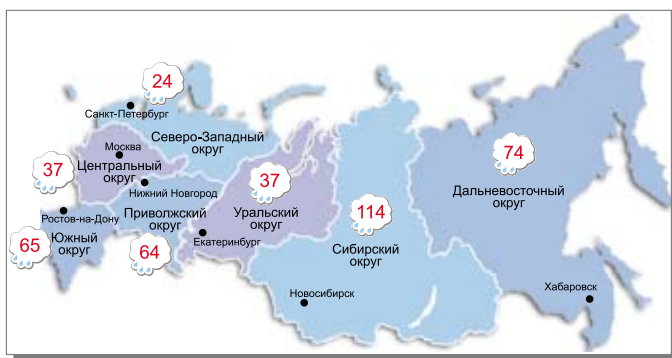 24
Санкт-Петербург
Северо-Западный
округ
Москва
37
Центральный
округ
Нижний Новгород
74
Дальневосточный
округ
37
Уральский
округ
Ростов-на-Дону
Приволжский
округ
114
65
Южный
округ
64
Екатеринбург
Сибирский
округ
Новосибирск
Хабаровск